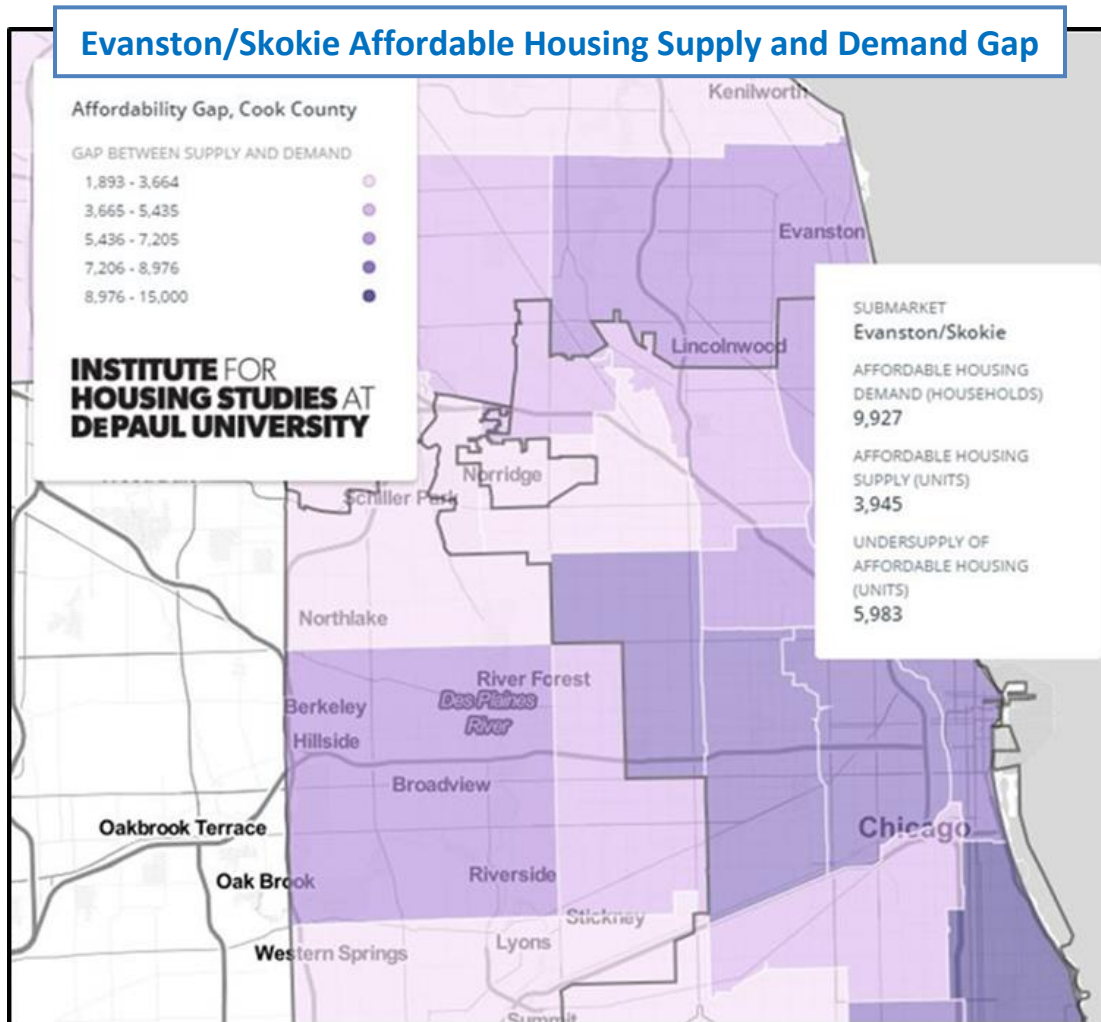 Evanston/Skokie Affordable Housing Supply and Demand Gap
Affordability Gap, Cook County
GAP BETWEEN SUPPLY AND DEMAND
1,893 - 3,664
3,665 - 5,435
5,436 - 7,205
7,206 - 8,976
8,976 - 15,000
INSTITUTE FOR
HOUSING STUDIES AT
DEPAUL UNIVERSITY
Kenilworth
Evanston
Lincolnwood
SUBMARKET
Evanston/Skokie
AFFORDABLE HOUSING
DEMAND (HOUSEHOLDS)
9,927
AFFORDABLE HOUSING
SUPPLY (UNITS)
3,945
UNDERSUPPLY OF
AFFORDABLE HOUSING
(UNITS)
5,983
Norridge
Schiller Park
Northlake
River Forest
Des Plaines
River
Berkeley
Hillside
Broadview
Oakbrook Terrace
Chicago
Oak Brook
Riverside
Stickney
Lyons
Western Springs
Summit